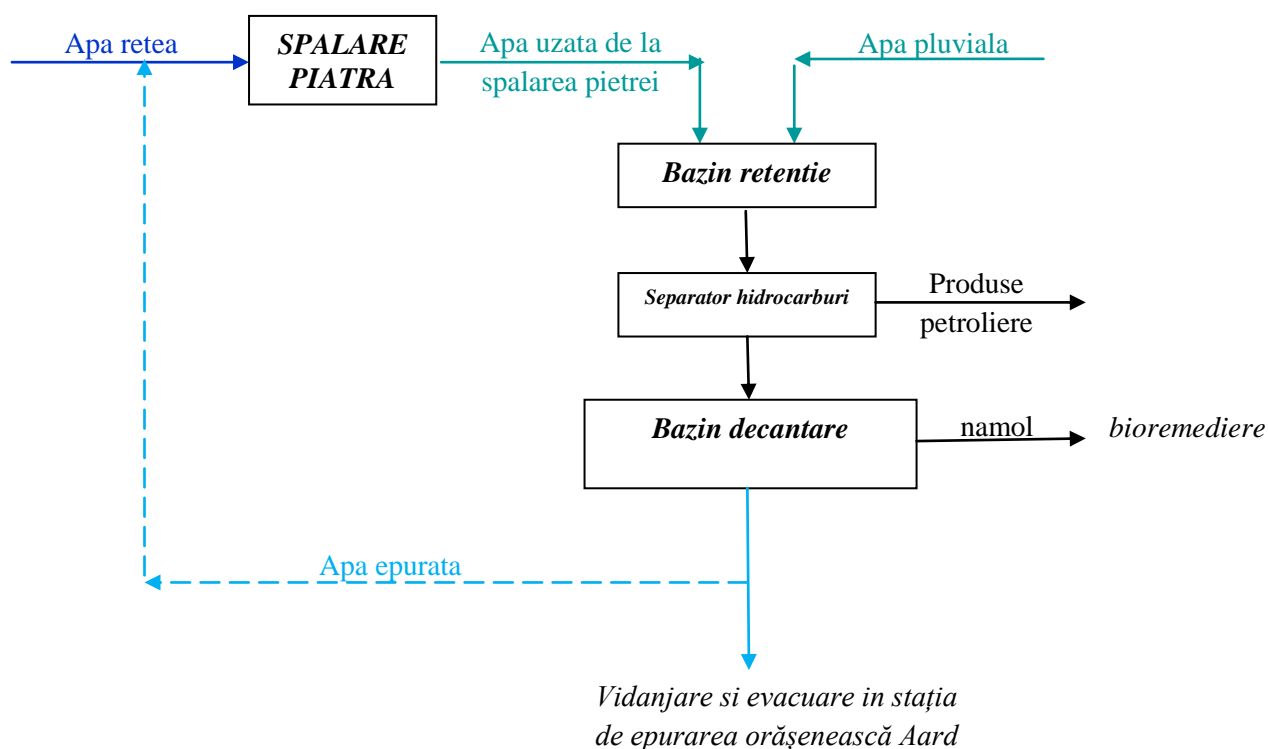 Apa retea
SPALARE
PIATRA
Apa uzata de la
spalarea pietrei
Apa pluviala
Bazin retentie
Separator hidrocarburi
Produse
petroliere
Bazin decantare
namol
bioremediere
Apa epurata
Vidanjare si evacuare in stația
de epurarea orășenească Aard